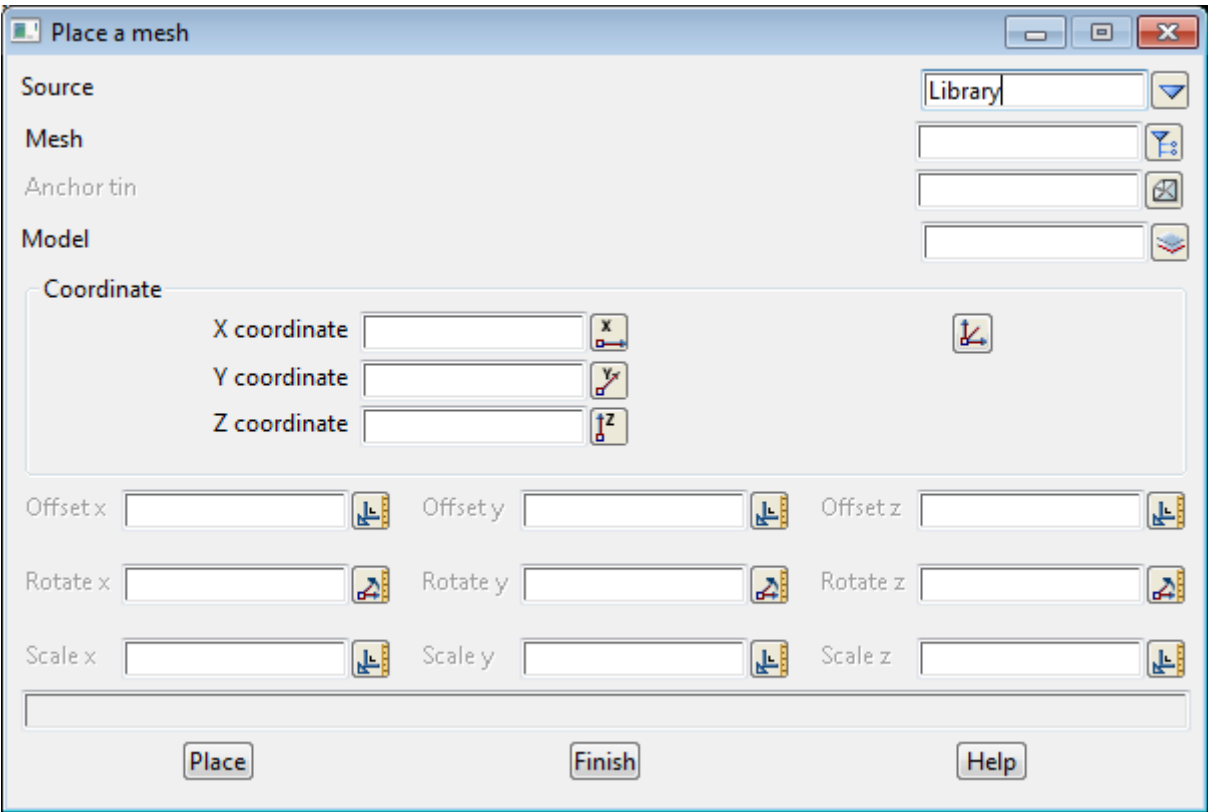 Place a mesh
Source Library
Mesh
Anchor tin
Model
Coordinate
X coordinate X
Y coordinate Y
Z coordinate Z
Offset x Offset y Offset z
Rotate x Rotate y Rotate z
Scale x Scale y Scale z
Place Finish Help